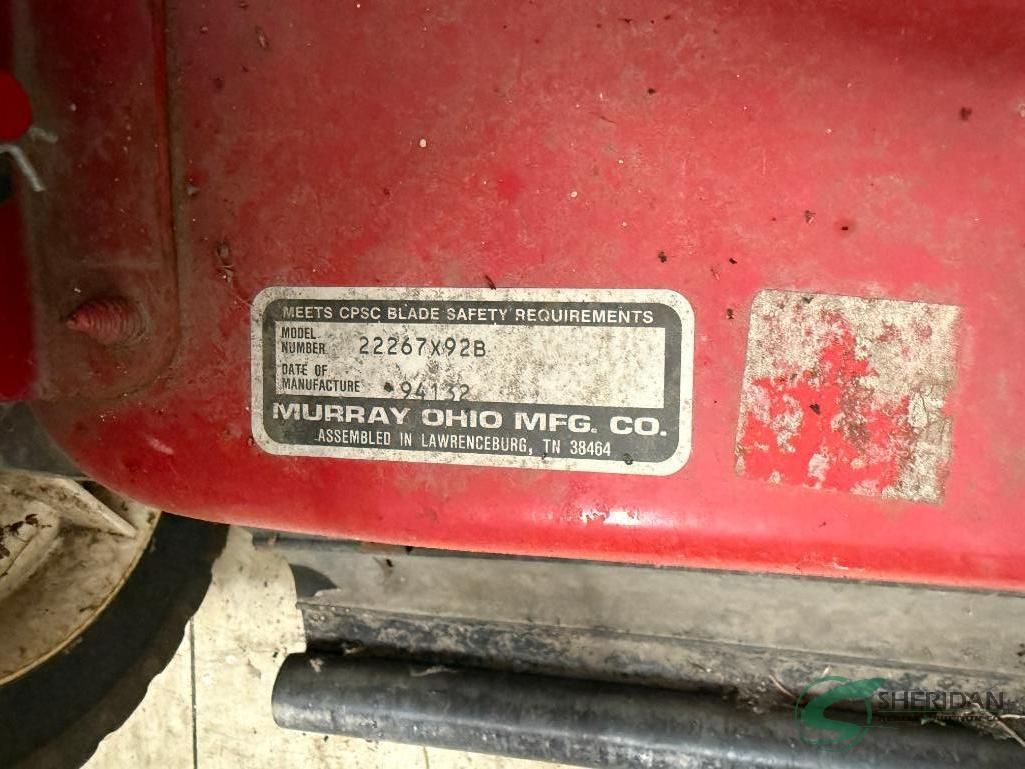 MEETS CPSC BLADE SAFETY REQUIREMENTS
MODEL NUMBER 22267X92B
DATE OF MANUFACTURE 94132
MURRAY OHIO MFG. CO.
ASSEMBLED IN LAWRENCEBURG, TN 38464
SHERIDAN